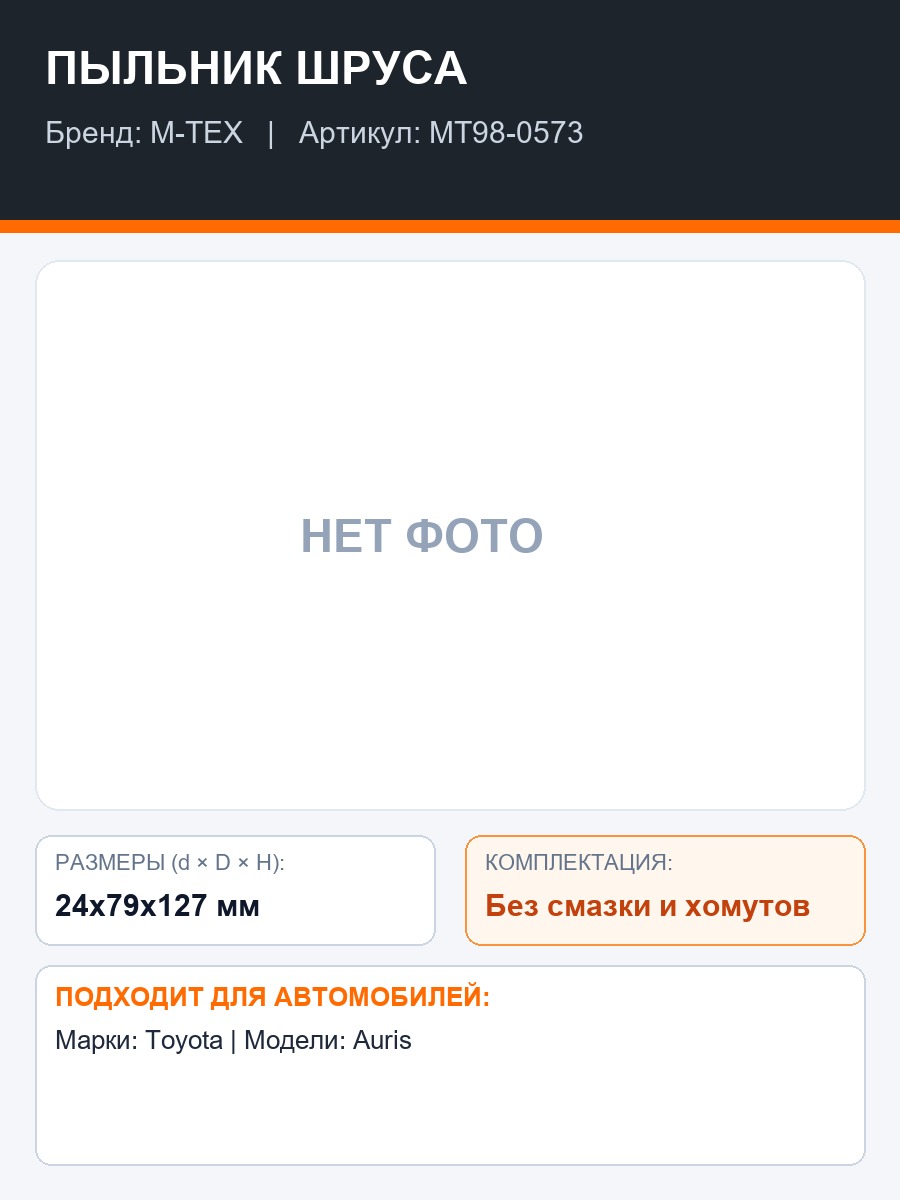 ПЫЛЬНИК ШРУСА
Бренд: M-TEX | Артикул: MT98-0573
НЕТ ФОТО
РАЗМЕРЫ (d × D × H):
24x79x127 мм
КОМПЛЕКТАЦИЯ:
Без смазки и хомутов
ПОДХОДИТ ДЛЯ АВТОМОБИЛЕЙ:
Марки: Toyota | Модели: Auris